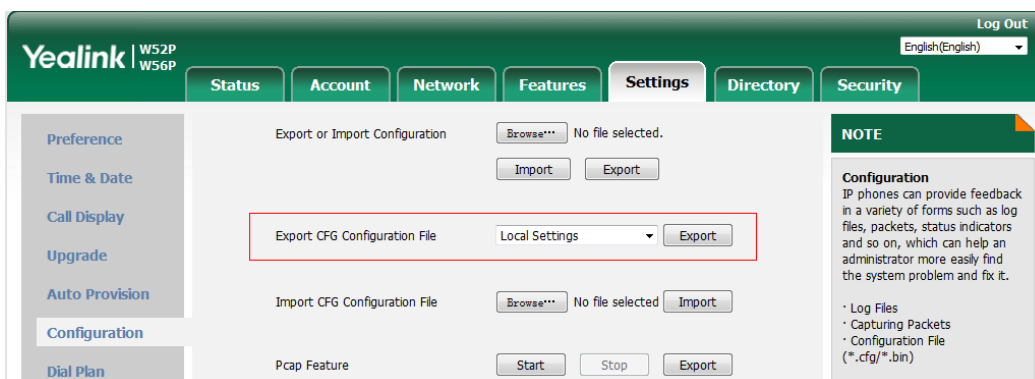 Log Out
Yealink W52P
W56P
English(English)
Status Account Network Features Settings Directory Security
Preference
Time & Date
Call Display
Upgrade
Auto Provision
Configuration
Dial Plan
Export or Import Configuration Browse··· No file selected.
Import Export
Export CFG Configuration File Local Settings Export
Import CFG Configuration File Browse··· No file selected Import
Pcap Feature Start Stop Export
NOTE
Configuration
IP phones can provide feedback
in a variety of forms such as log
files, packets, status indicators
and so on, which can help an
administrator more easily find
the system problem and fix it.
· Log Files
· Capturing Packets
· Configuration File
(*.cfg/*.bin)